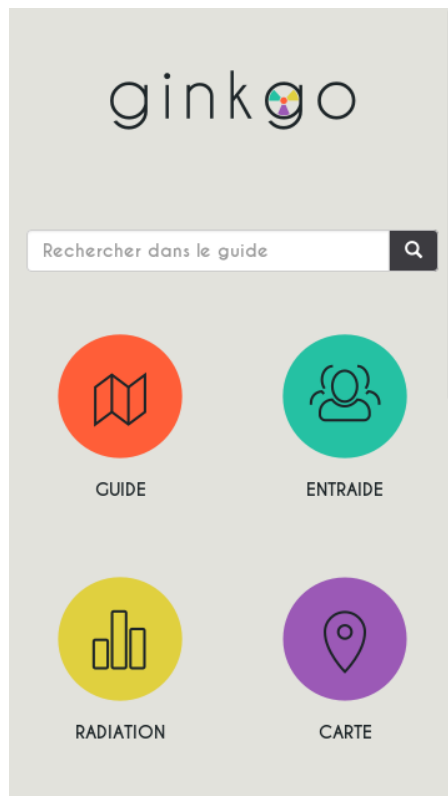 ginkgo
Rechercher dans le guide
GUIDE
ENTRAIDE
RADIATION
CARTE